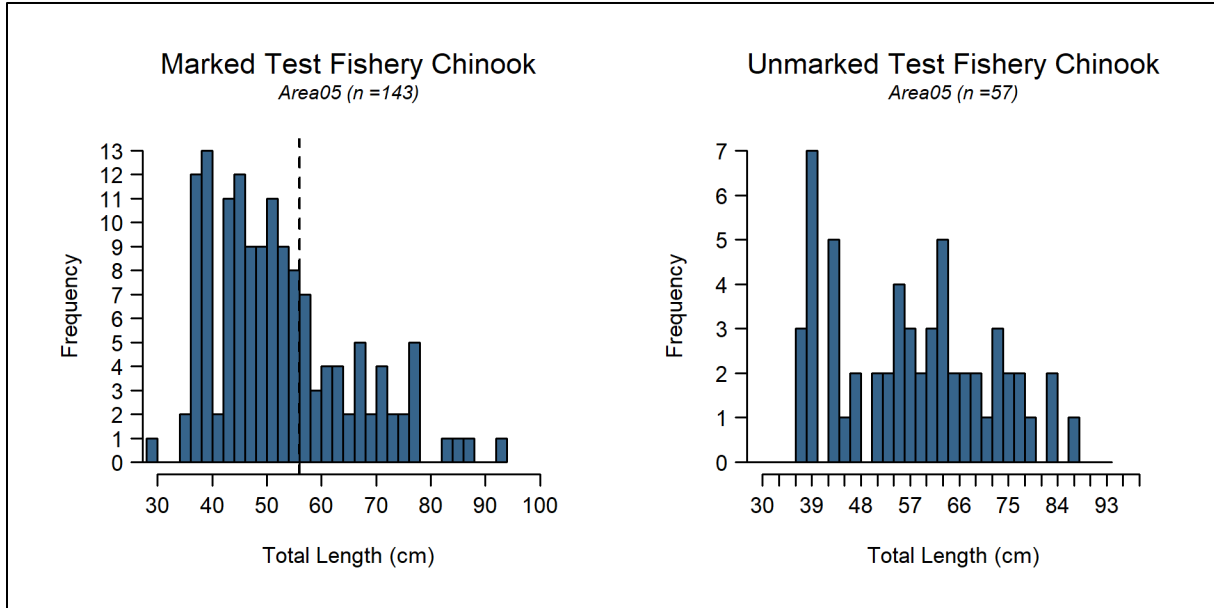 Marked Test Fishery Chinook
Area05 (n =143)
Frequency
13
12
11
10
9
8
7
6
5
4
3
2
1
0
30 40 50 60 70 80 90 100
Total Length (cm)
Unmarked Test Fishery Chinook
Area05 (n =57)
Frequency
7
6
5
4
3
2
1
0
30 39 48 57 66 75 84 93
Total Length (cm)